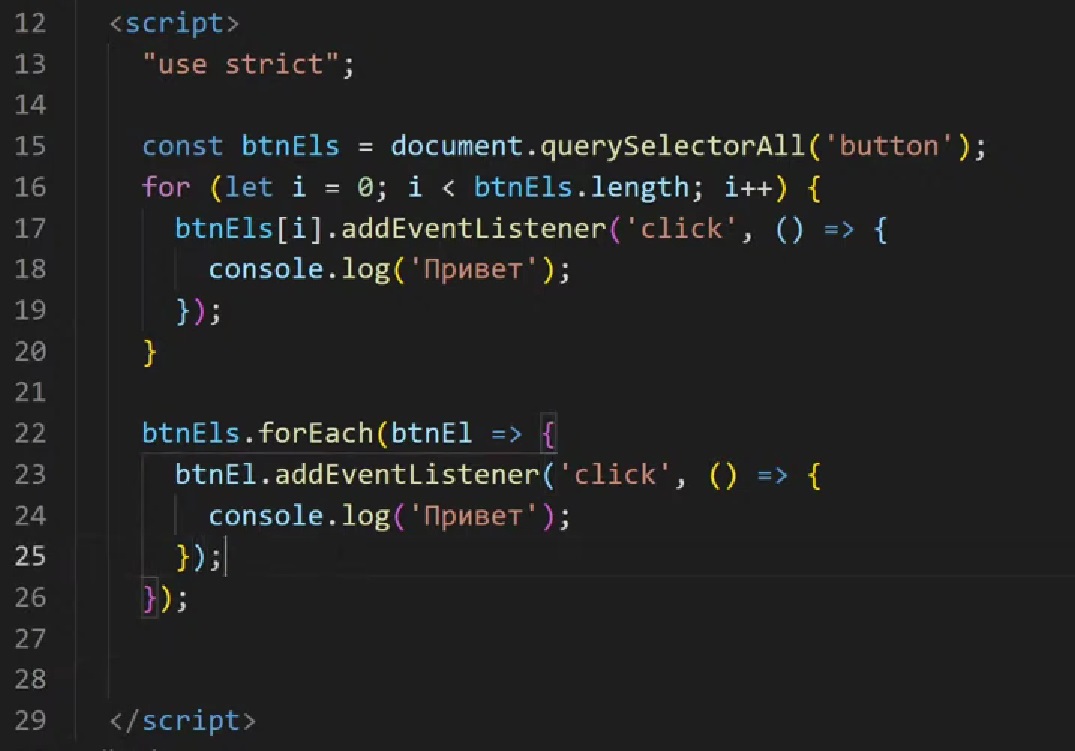 12 <script>
13 "use strict";
14
15 const btnEls = document.querySelectorAll('button');
16 for (let i = 0; i < btnEls.length; i++) {
17 btnEls[i].addEventListener('click', () => {
18 console.log('Привет');
19 });
20 }
21
22 btnEls.forEach(btnEl => {
23 btnEl.addEventListener('click', () => {
24 console.log('Привет');
25 });
26 });
27
28
29 </script>